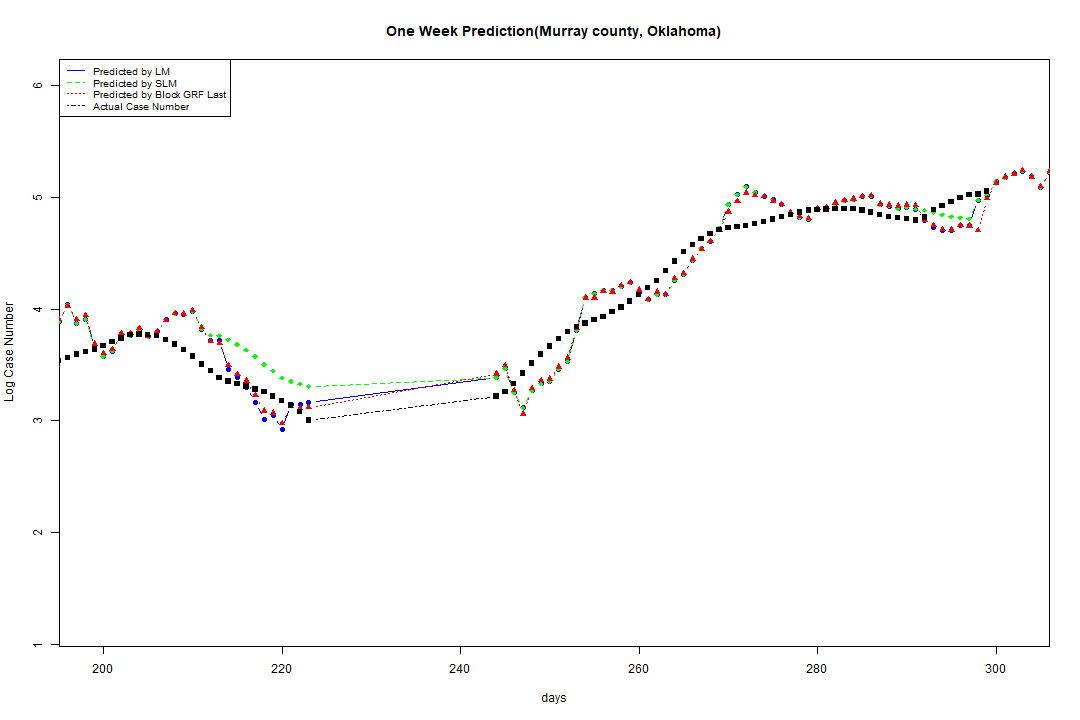 One Week Prediction(Murray county, Oklahoma)
Predicted by LM
Predicted by SLM
Predicted by Block GRF Last
Actual Case Number
6
5
4
3
2
1
Log Case Number
200
220
240
260
280
300
days